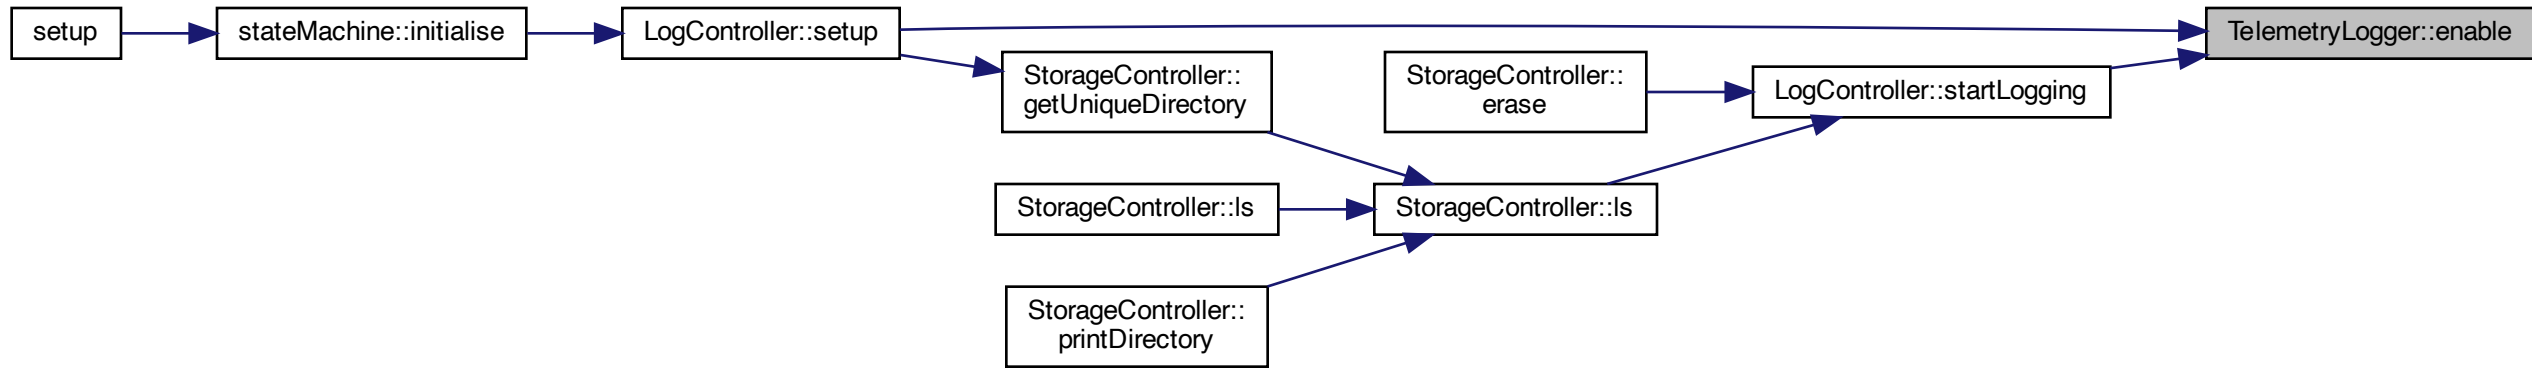 setup
stateMachine::initialise
LogController::setup
TelemetryLogger::enable
StorageController::
getUniqueDirectory
StorageController::
erase
LogController::startLogging
StorageController::ls
StorageController::ls
StorageController::
printDirectory